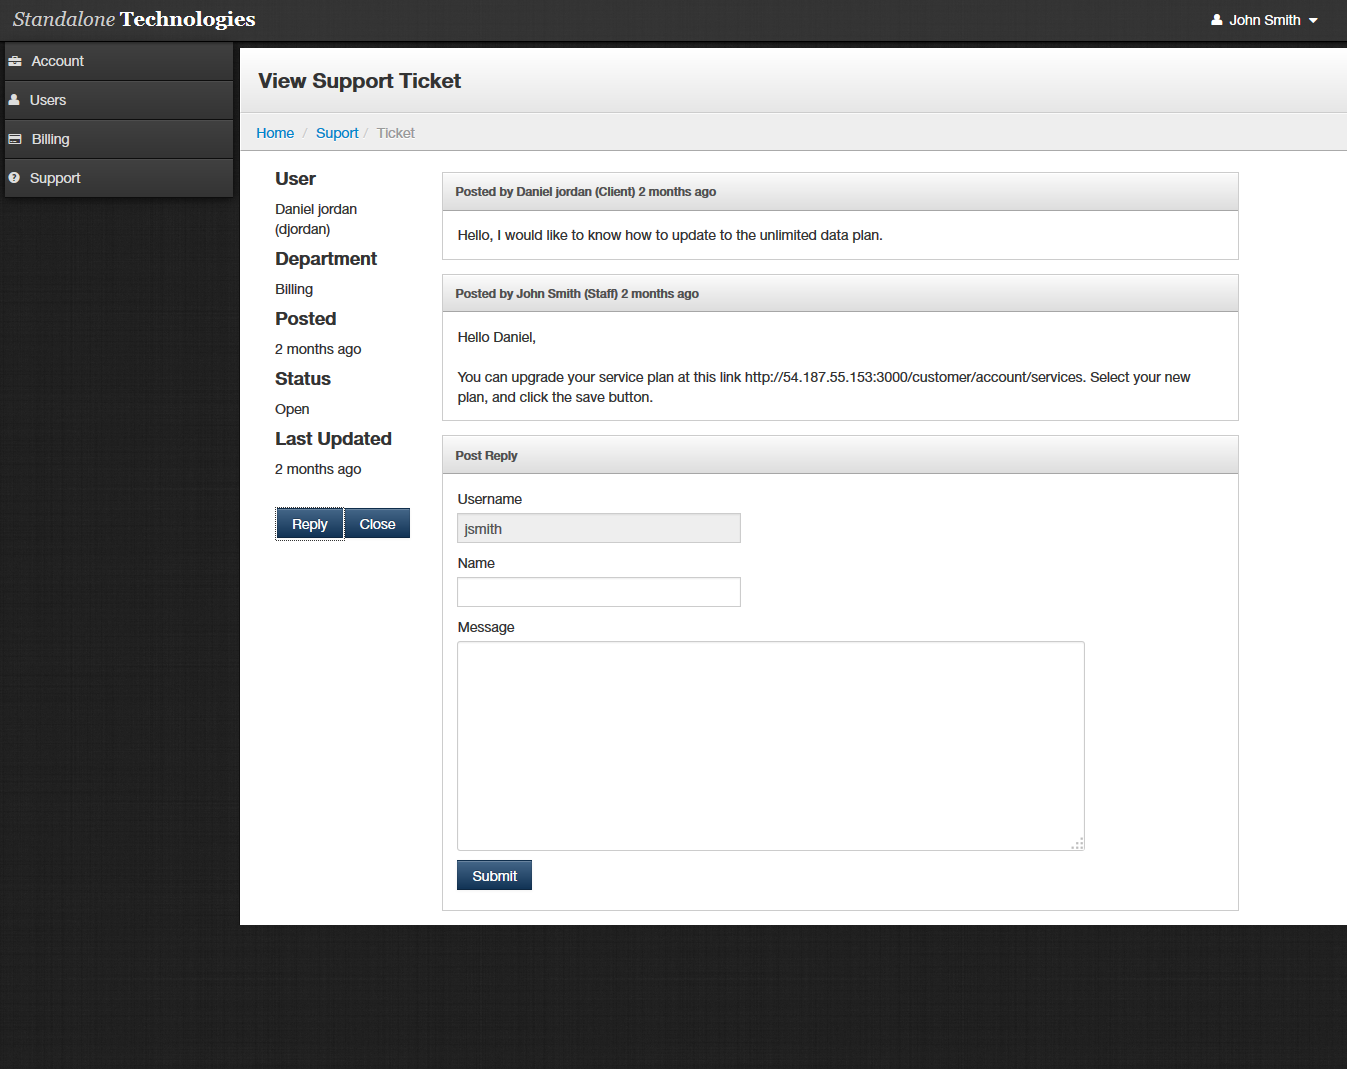 Standalone Technologies
John Smith
Account
Users
Billing
Support
View Support Ticket
Home / Suport / Ticket
User
Daniel jordan
(djordan)
Department
Billing
Posted
2 months ago
Status
Open
Last Updated
2 months ago
Reply
Close
Posted by Daniel jordan (Client) 2 months ago
Hello, I would like to know how to update to the unlimited data plan.
Posted by John Smith (Staff) 2 months ago
Hello Daniel,
You can upgrade your service plan at this link http://54.187.55.153:3000/customer/account/services. Select your new
plan, and click the save button.
Post Reply
Username
jsmith
Name
Message
Submit